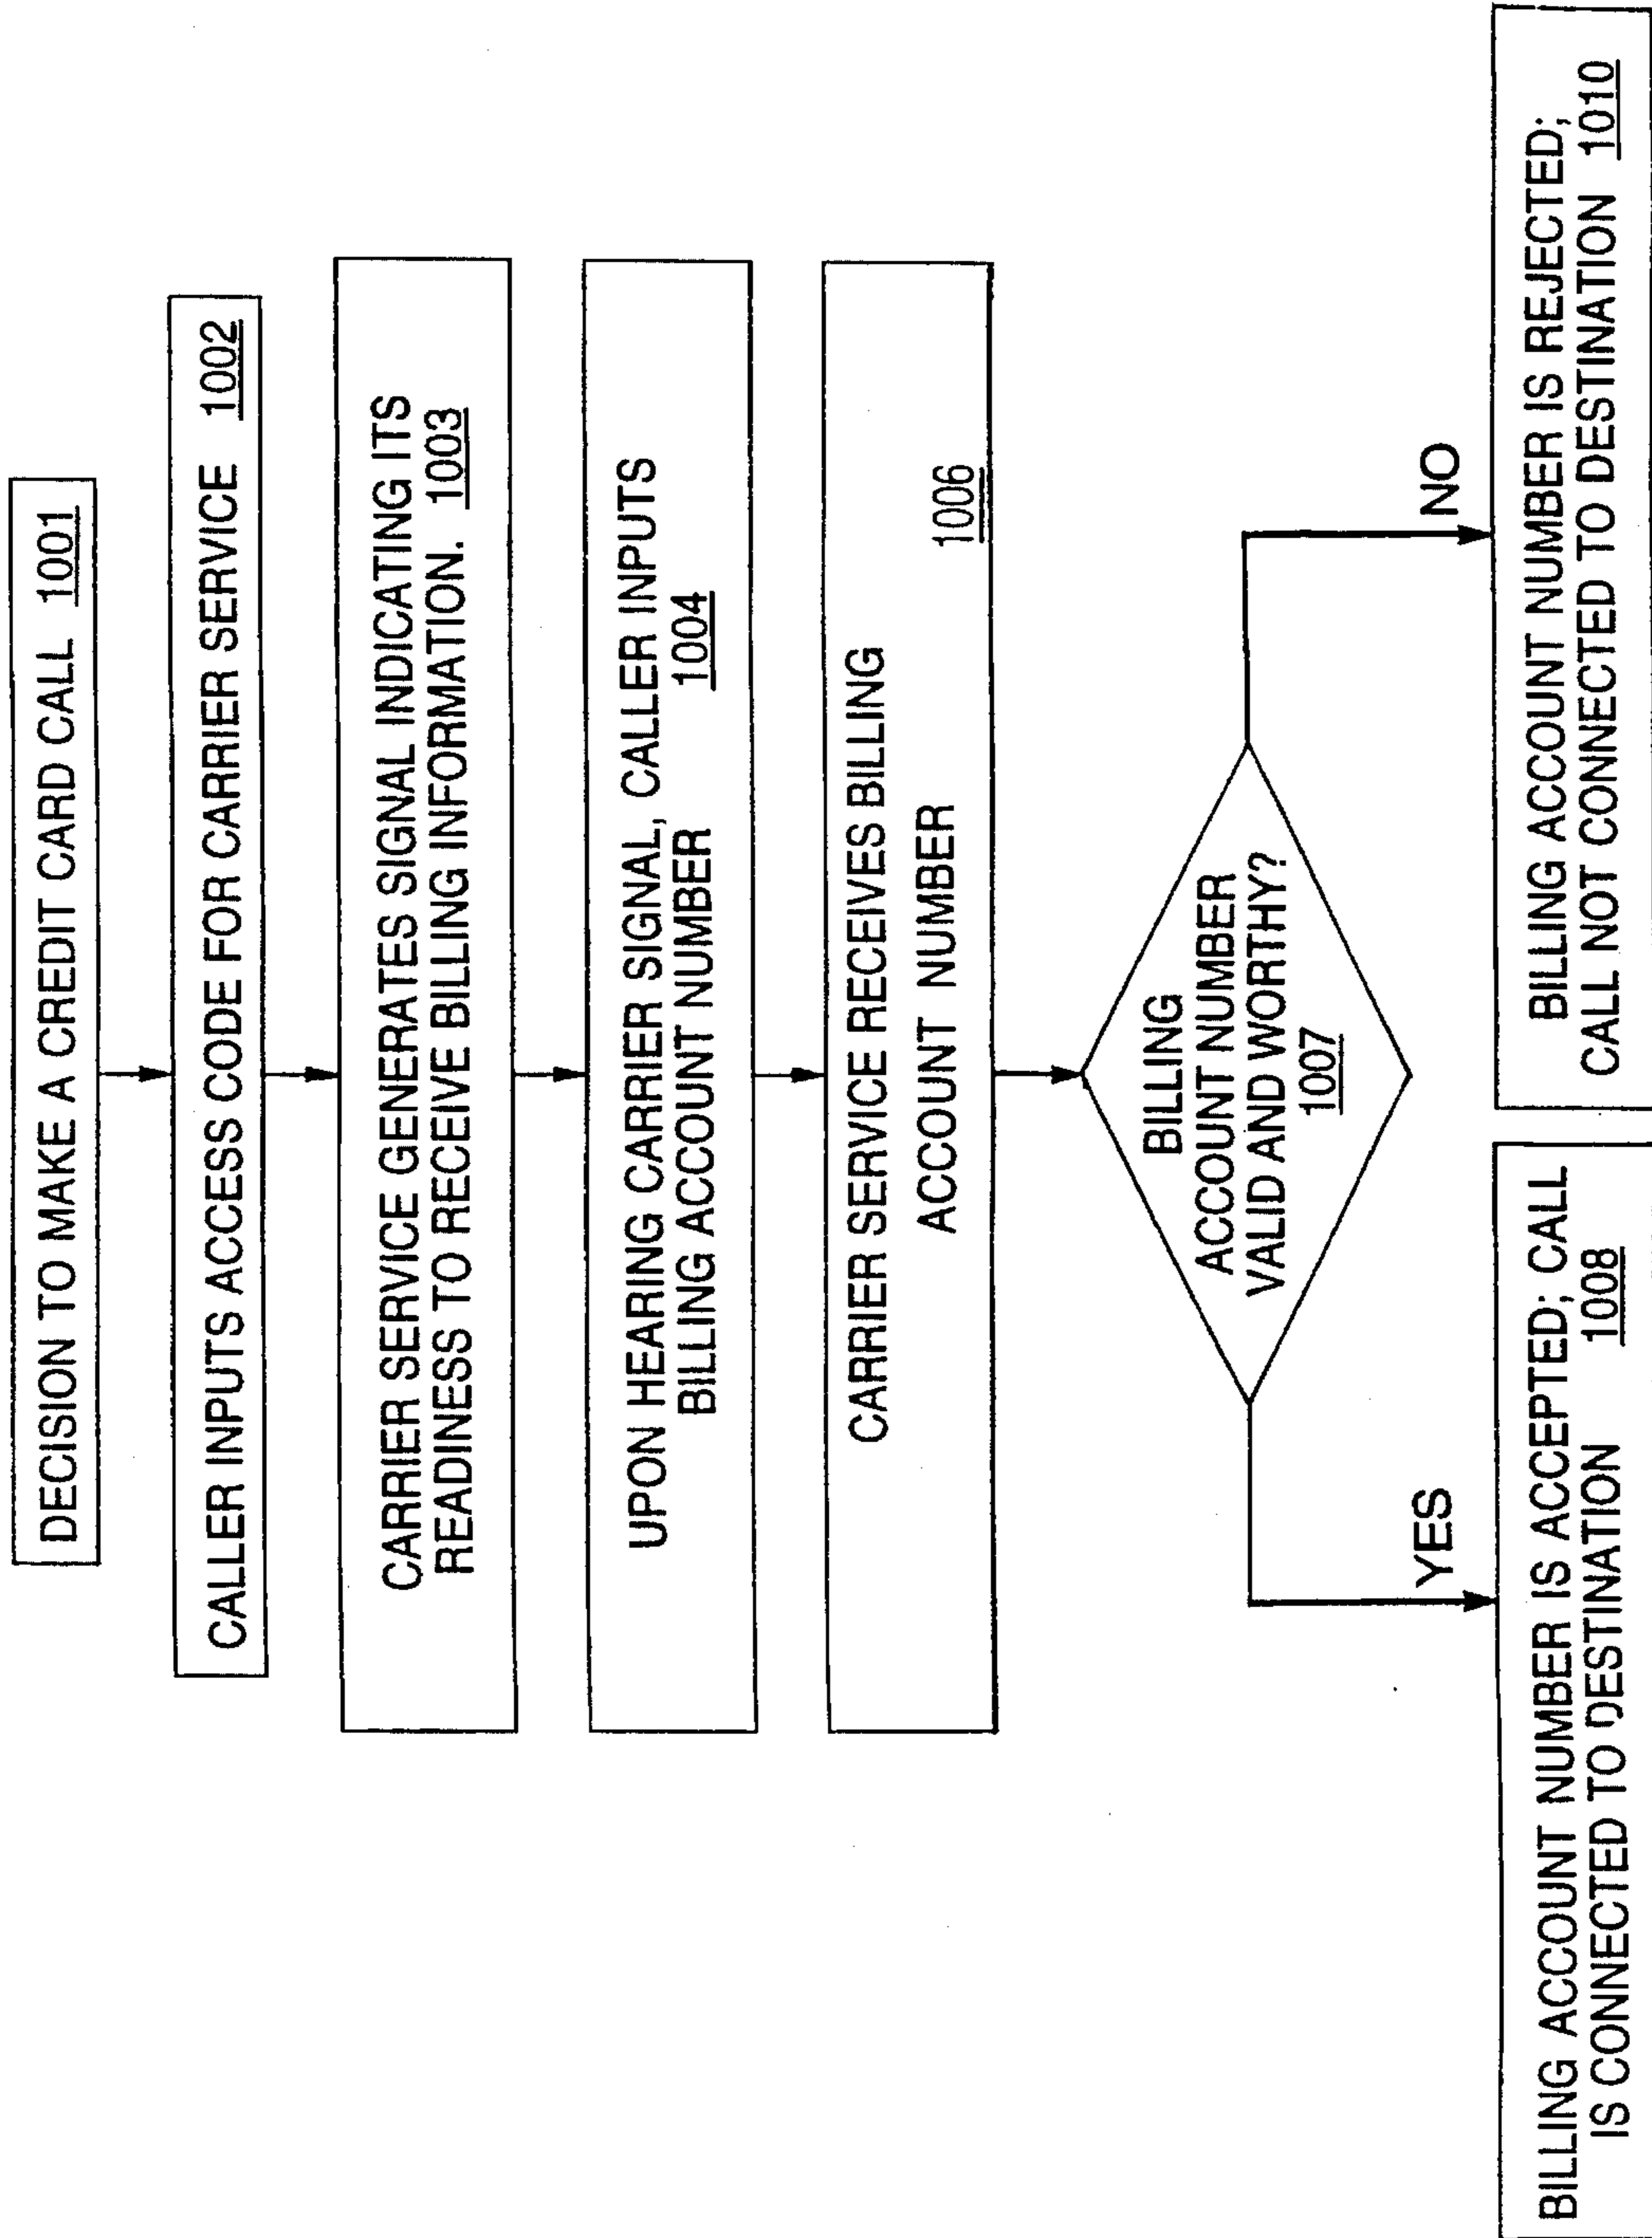 DECISION TO MAKE A CREDIT CARD CALL 1001
CALLER INPUTS ACCESS CODE FOR CARRIER SERVICE 1002
CARRIER SERVICE GENERATES SIGNAL INDICATING ITS
READINESS TO RECEIVE BILLING INFORMATION. 1003
UPON HEARING CARRIER SIGNAL, CALLER INPUTS
BILLING ACCOUNT NUMBER 1004
CARRIER SERVICE RECEIVES BILLING
ACCOUNT NUMBER 1006
BILLING
ACCOUNT NUMBER
VALID AND WORTHY?
1007
YES
NO
BILLING ACCOUNT NUMBER IS ACCEPTED; CALL
IS CONNECTED TO DESTINATION 1008
BILLING ACCOUNT NUMBER IS REJECTED;
CALL NOT CONNECTED TO DESTINATION 1010